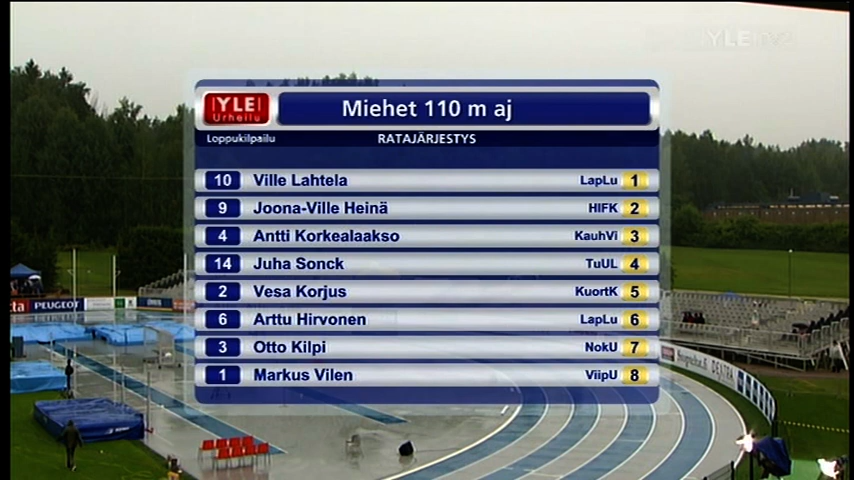 YLE TV2
YLE
Urheilu
Miehet 110 m aj
Loppukilpailu RATAJÄRJESTYS
10 Ville Lahtela LapLu 1
9 Joona-Ville Heinä HIFK 2
4 Antti Korkealaakso KauhVi 3
14 Juha Sonck TuUL 4
2 Vesa Korjus KuortK 5
6 Arttu Hirvonen LapLu 6
3 Otto Kilpi NokU 7
1 Markus Vilen ViipU 8
PEUGEOT